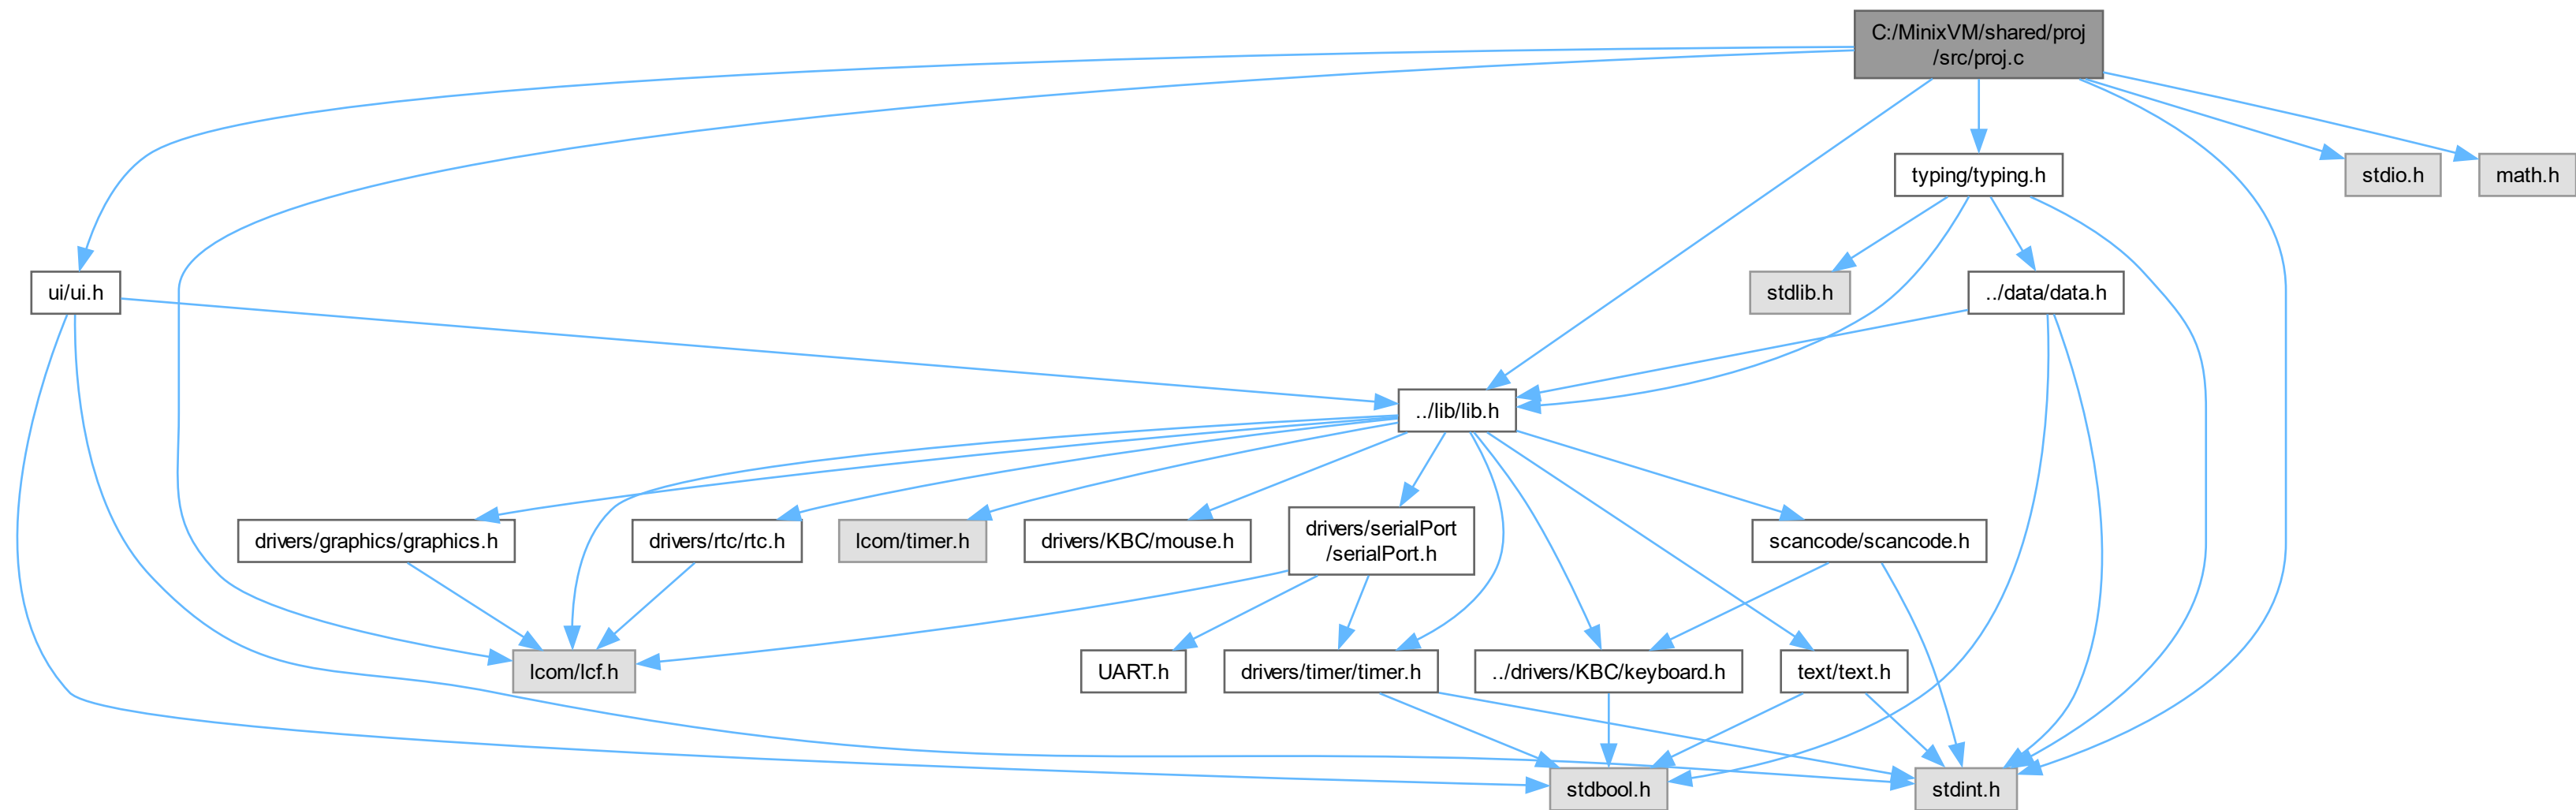 C:/MinixVM/shared/proj
/src/proj.c
typing/typing.h
stdio.h
math.h
ui/ui.h
stdlib.h
../data/data.h
../lib/lib.h
drivers/graphics/graphics.h
drivers/rtc/rtc.h
lcom/timer.h
drivers/KBC/mouse.h
drivers/serialPort
/serialPort.h
scancode/scancode.h
lcom/lcf.h
UART.h
drivers/timer/timer.h
../drivers/KBC/keyboard.h
text/text.h
stdbool.h
stdint.h